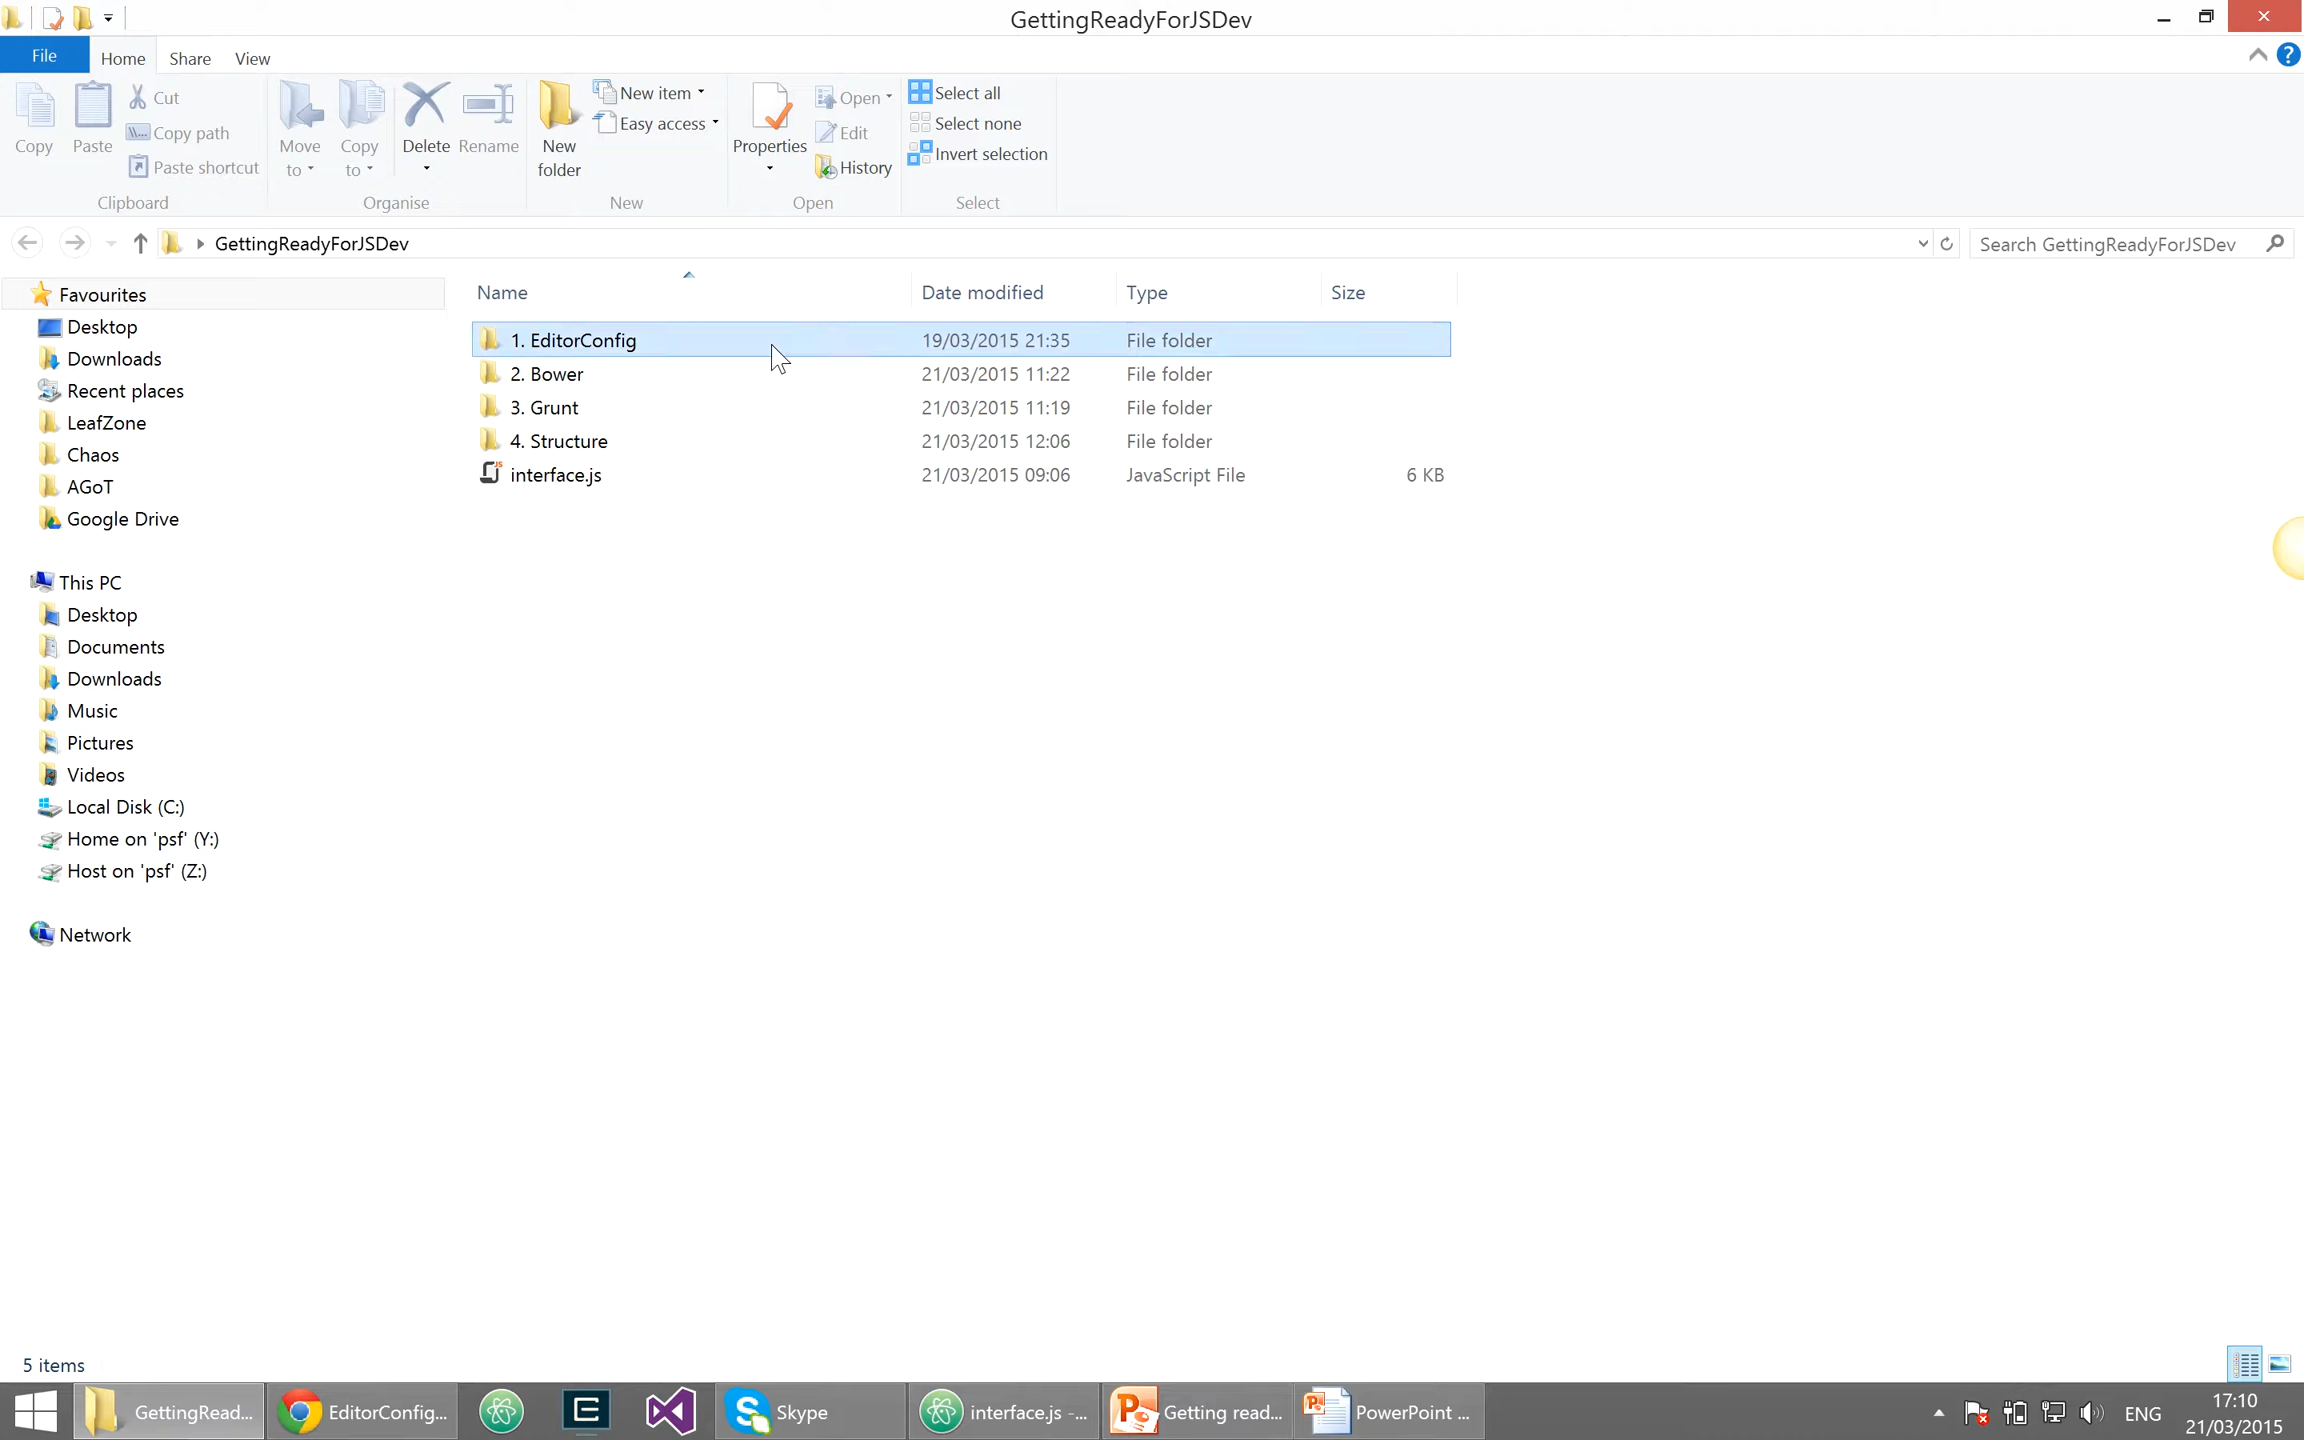 GettingReadyForJSDev
File Home Share View
Copy
Paste
Cut
Copy path
Paste shortcut
Clipboard
Move to
Copy to
Delete
Rename
Organise
New folder
New item
Easy access
New
Properties
Open
Edit
History
Open
Select all
Select none
Invert selection
Select
GettingReadyForJSDev
Search GettingReadyForJSDev
Favourites
Desktop
Downloads
Recent places
LeafZone
Chaos
AGoT
Google Drive
This PC
Desktop
Documents
Downloads
Music
Pictures
Videos
Local Disk (C:)
Home on 'psf' (Y:)
Host on 'psf' (Z:)
Network
Name Date modified Type Size
1. EditorConfig 19/03/2015 21:35 File folder
2. Bower 21/03/2015 11:22 File folder
3. Grunt 21/03/2015 11:19 File folder
4. Structure 21/03/2015 12:06 File folder
interface.js 21/03/2015 09:06 JavaScript File 6 KB
5 items
GettingRead... EditorConfig... Skype interface.js -... Getting read... PowerPoint ... ENG
17:10
21/03/2015